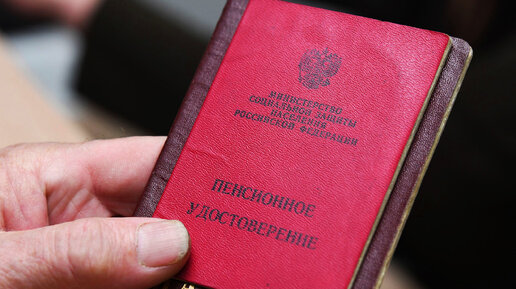 МИНИСТЕРСТВО
СОЦИАЛЬНОЙ ЗАЩИТЫ
НАСЕЛЕНИЯ
РОССИЙСКОЙ ФЕДЕРАЦИИ
ПЕНСИОННОЕ
УДОСТОВЕРЕНИЕ